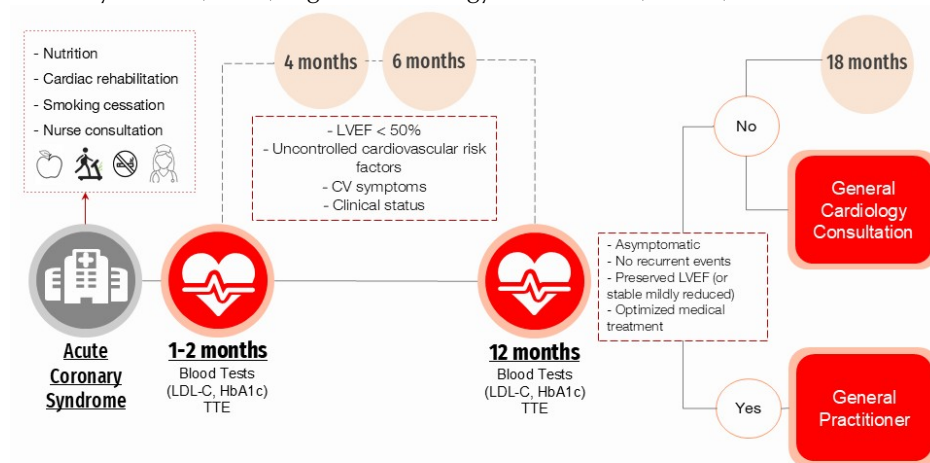 - Nutrition
- Cardiac rehabilitation
- Smoking cessation
- Nurse consultation
4 months
6 months
- LVEF < 50%
- Uncontrolled cardiovascular risk
factors
- CV symptoms
- Clinical status
Acute
Coronary
Syndrome
1-2 months
Blood Tests
(LDL-C, HbA1c)
TTE
12 months
Blood Tests
(LDL-C, HbA1c)
TTE
- Asymptomatic
- No recurrent events
- Preserved LVEF (or
stable mildly reduced)
- Optimized medical
treatment
No
18 months
General
Cardiology
Consultation
Yes
General
Practitioner